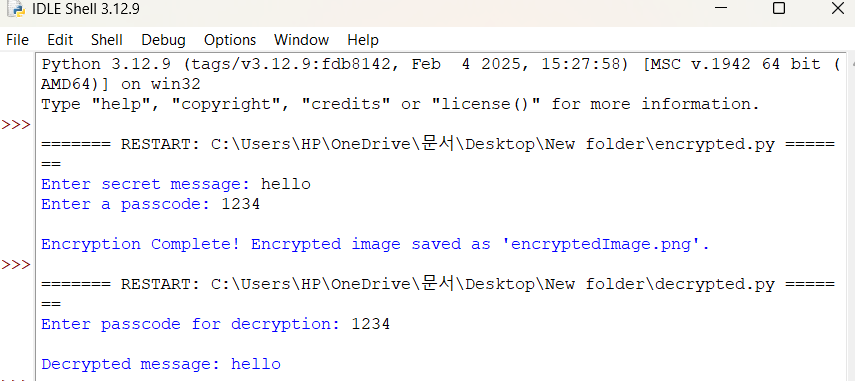 IDLE Shell 3.12.9
File Edit Shell Debug Options Window Help
Python 3.12.9 (tags/v3.12.9:fdb8142, Feb  4 2025, 15:27:58) [MSC v.1942 64 bit (
AMD64)] on win32
Type "help", "copyright", "credits" or "license()" for more information.
>>>
======= RESTART: C:\Users\HP\OneDrive\문서\Desktop\New folder\encrypted.py =====
==
Enter secret message: hello
Enter a passcode: 1234
Encryption Complete! Encrypted image saved as 'encryptedImage.png'.
>>>
======= RESTART: C:\Users\HP\OneDrive\문서\Desktop\New folder\decrypted.py =====
==
Enter passcode for decryption: 1234
Decrypted message: hello